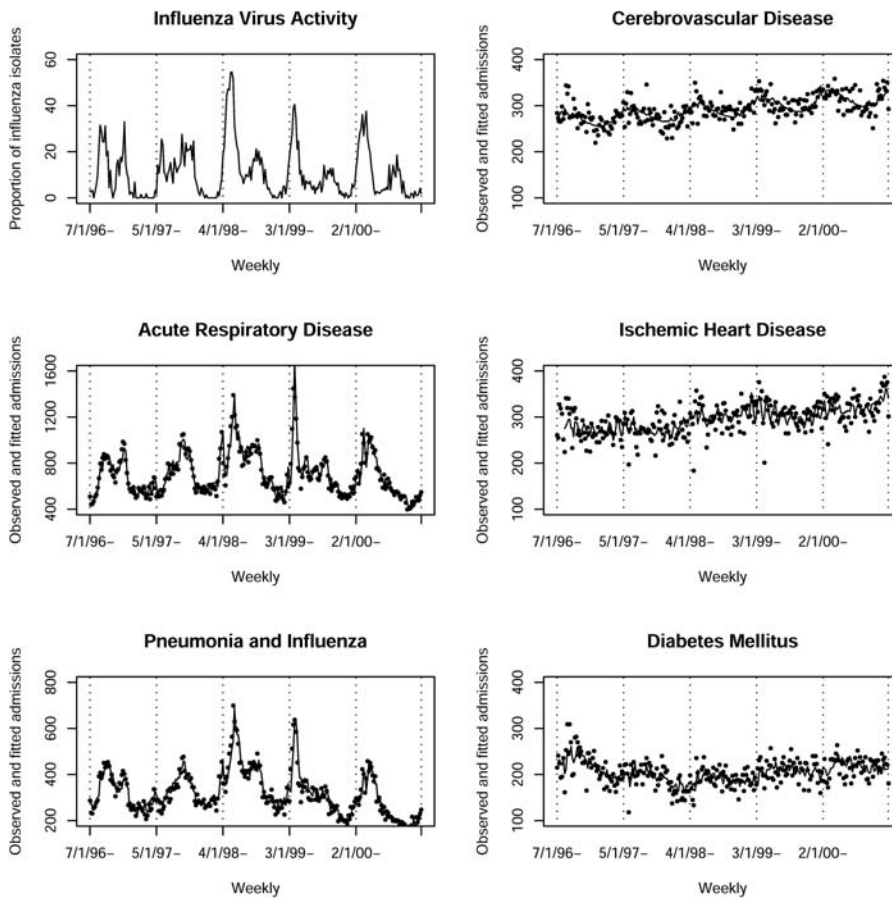 Influenza Virus Activity
Proportion of influenza isolates
60
40
20
0
7/1/96– 5/1/97– 4/1/98– 3/1/99– 2/1/00–
Weekly
Cerebrovascular Disease
Observed and fitted admissions
400
300
200
100
7/1/96– 5/1/97– 4/1/98– 3/1/99– 2/1/00–
Weekly
Acute Respiratory Disease
Observed and fitted admissions
1600
1000
400
7/1/96– 5/1/97– 4/1/98– 3/1/99– 2/1/00–
Weekly
Ischemic Heart Disease
Observed and fitted admissions
400
300
200
100
7/1/96– 5/1/97– 4/1/98– 3/1/99– 2/1/00–
Weekly
Pneumonia and Influenza
Observed and fitted admissions
800
600
400
200
7/1/96– 5/1/97– 4/1/98– 3/1/99– 2/1/00–
Weekly
Diabetes Mellitus
Observed and fitted admissions
400
300
200
100
7/1/96– 5/1/97– 4/1/98– 3/1/99– 2/1/00–
Weekly